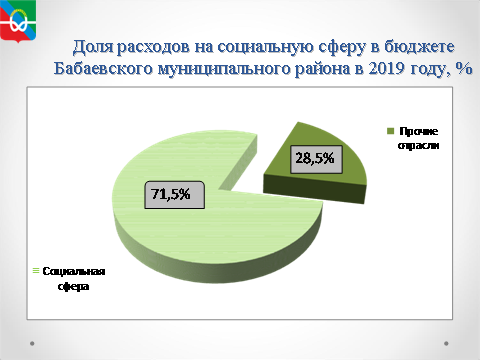 Доля расходов на социальную сферу в бюджете
Бабаевского муниципального района в 2019 году, %
Прочие
отрасли
28,5%
71,5%
Социальная
сфера